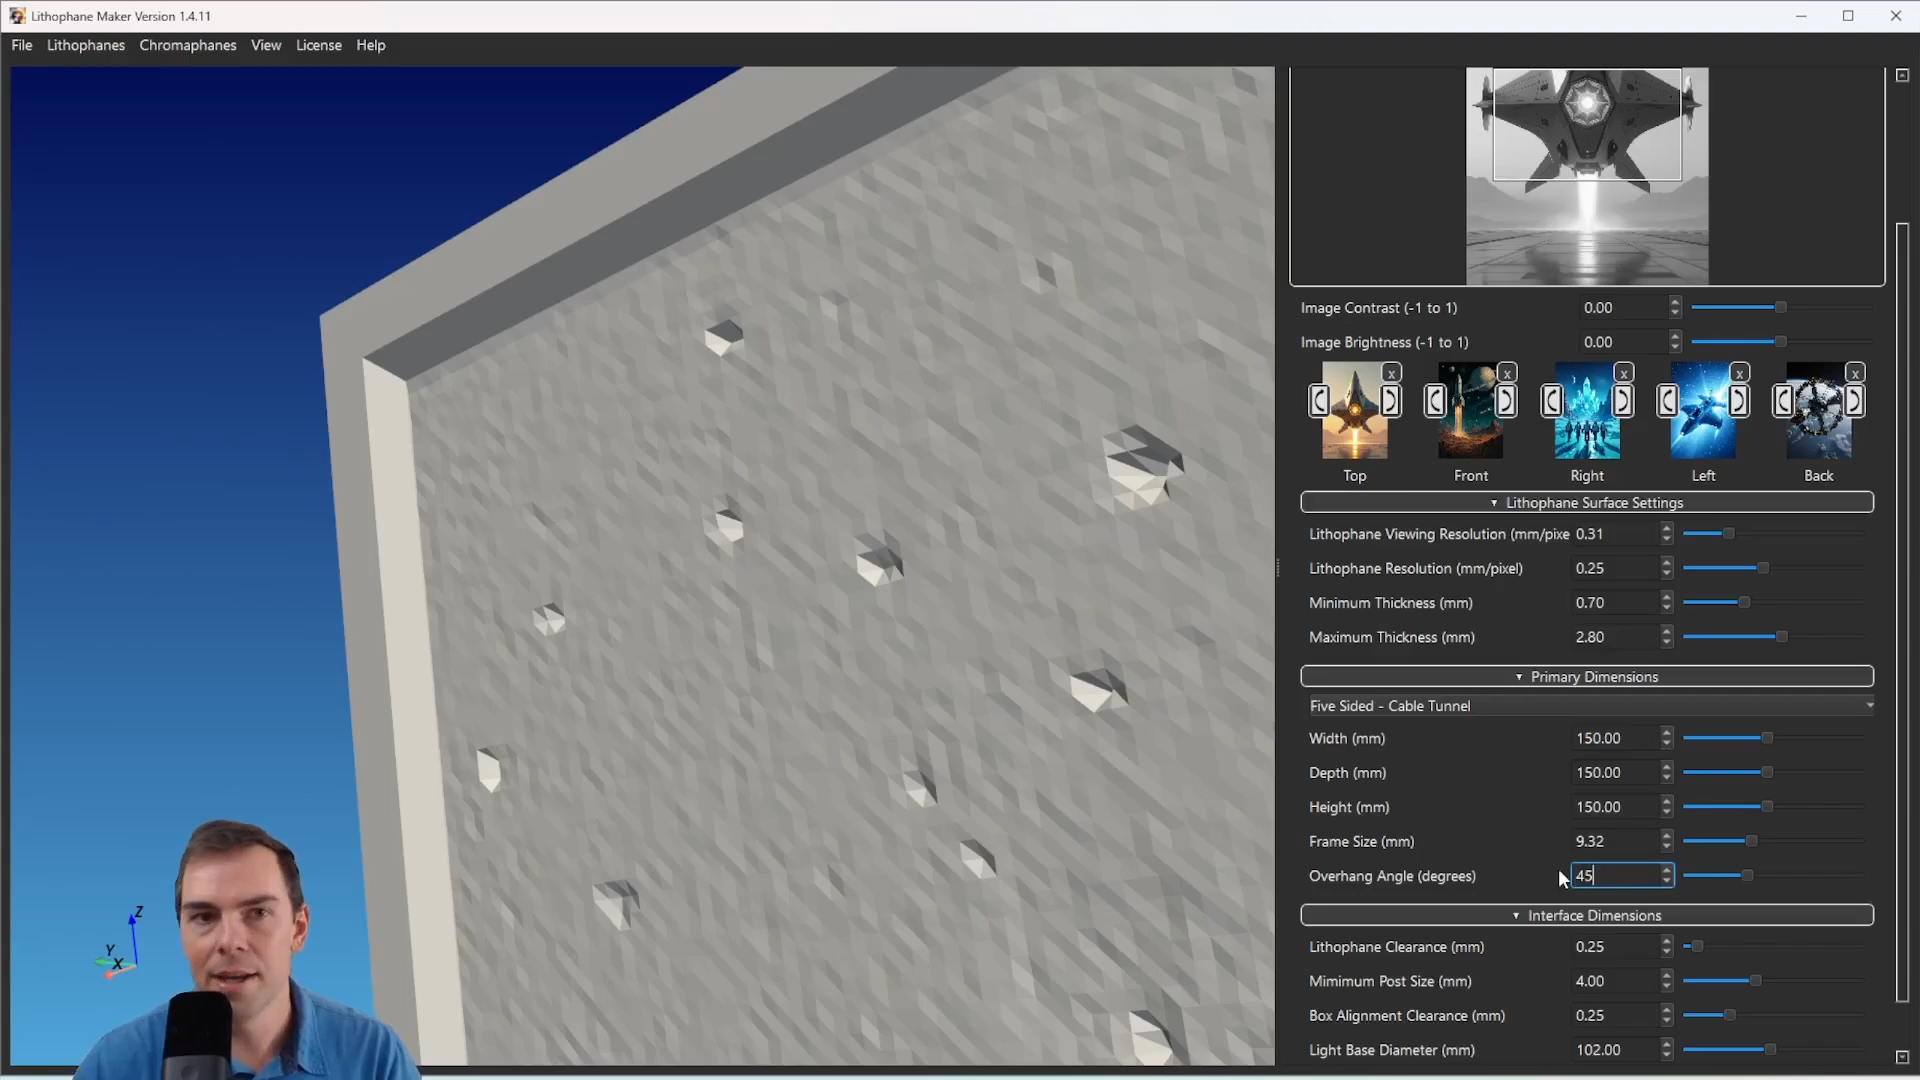 Lithophane Maker Version 1.4.11
File Lithophanes Chromaphanes View License Help
Image Contrast (-1 to 1) 0.00
Image Brightness (-1 to 1) 0.00
x x x x x
Top Front Right Left Back
▼ Lithophane Surface Settings
Lithophane Viewing Resolution (mm/pixe 0.31
Lithophane Resolution (mm/pixel) 0.25
Minimum Thickness (mm) 0.70
Maximum Thickness (mm) 2.80
▼ Primary Dimensions
Five Sided - Cable Tunnel
Width (mm) 150.00
Depth (mm) 150.00
Height (mm) 150.00
Frame Size (mm) 9.32
Overhang Angle (degrees) 45
▼ Interface Dimensions
Lithophane Clearance (mm) 0.25
Mimimum Post Size (mm) 4.00
Box Alignment Clearance (mm) 0.25
Light Base Diameter (mm) 102.00
Z
Y
X